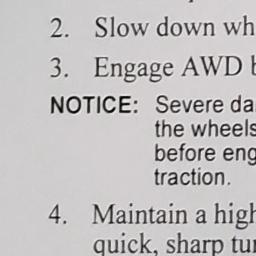 2. Slow down wh
3. Engage AWD b
NOTICE: Severe da
the wheels
before eng
traction.
4. Maintain a high
quick, sharp tur